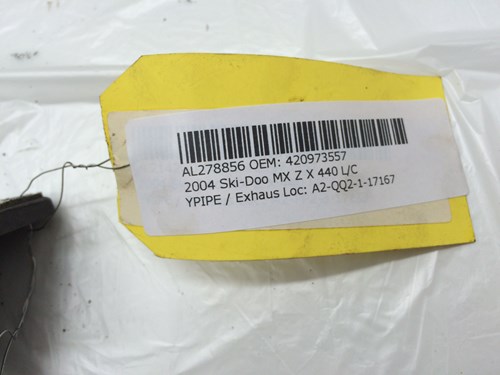 AL278856 OEM: 420973557
2004 Ski-Doo MX Z X 440 L/C
YPIPE / Exhaus Loc: A2-QQ2-1-17167